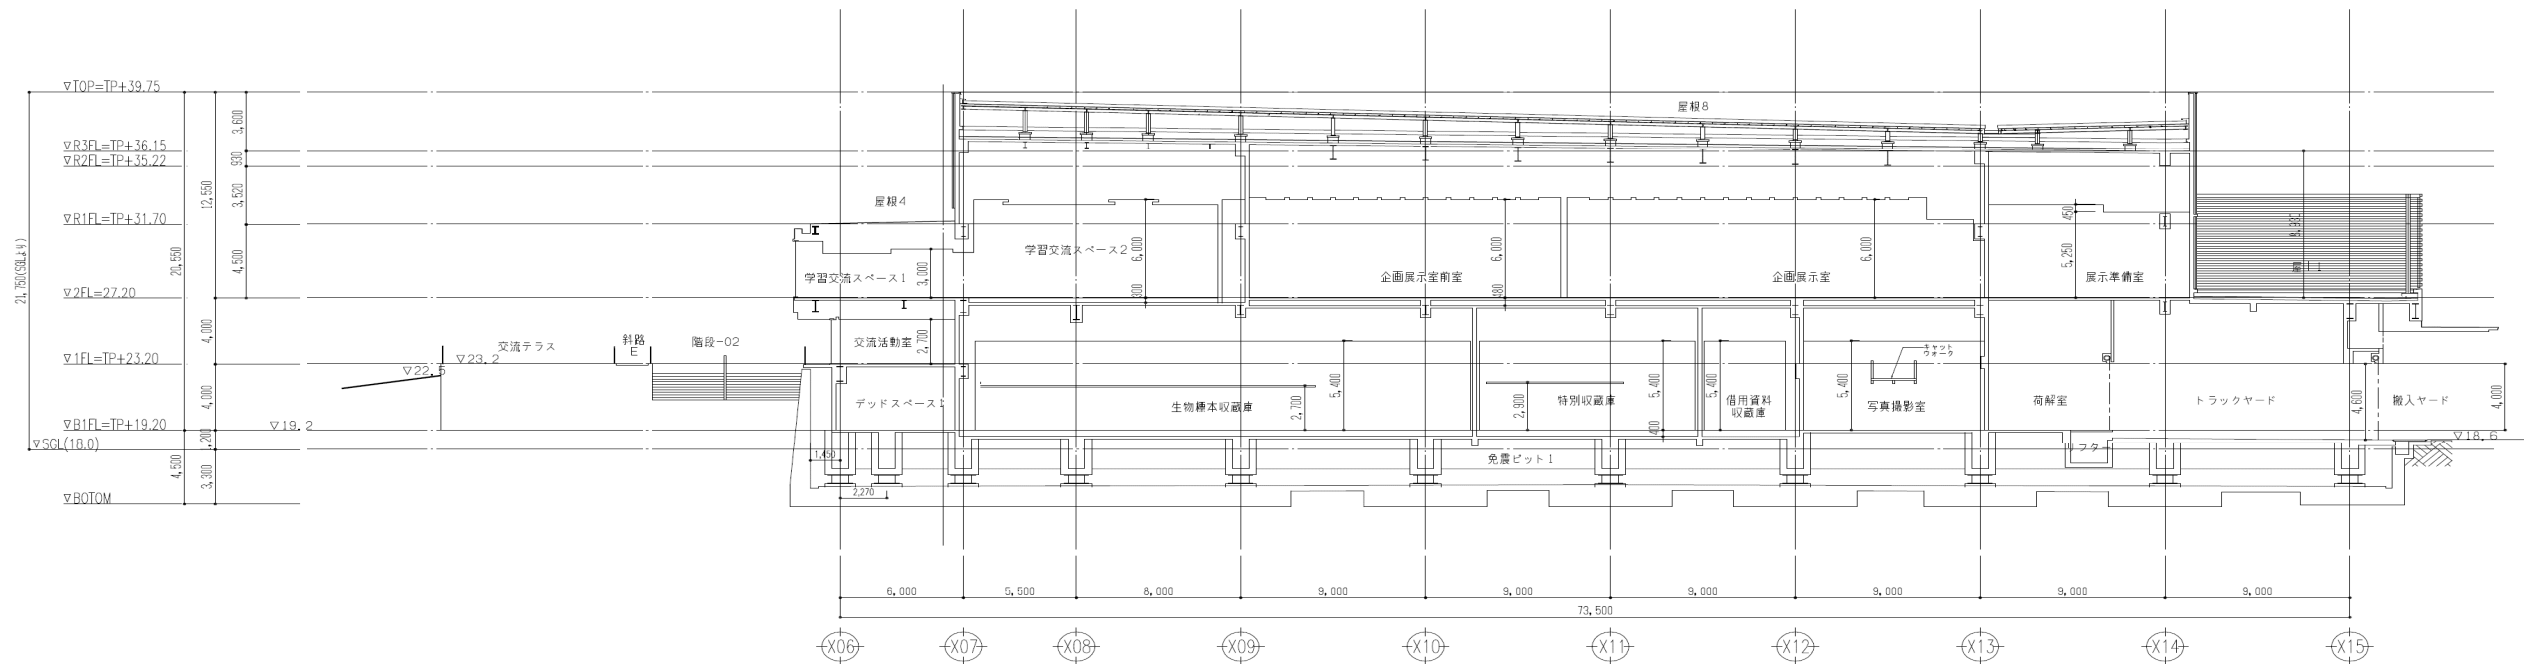 ▽TOP=TP+39.75
屋根8
3,600
▽R3FL=TP+36.15
▽R2FL=TP+35.22
930
12,550
3,520
屋根4
▽R1FL=TP+31.70
450
21,750(SGLより)
20,550
4,500
学習交流スペース2
6,000
6,000
6,000
5,250
学習交流スペース1
3,000
企画展示室前室
企画展示室
展示準備室
▽2FL=27.20
300
480
4,000
交流テラス
斜路
E
階段-02
交流活動室
2,700
キャット
ウォーク
▽1FL=TP+23.20
▽23.2
▽22.5
4,000
デッドスペース1
生物標本収蔵庫
2,700
5,400
2,900
特別収蔵庫
5,400
5,400
借用資料
収蔵庫
5,400
写真撮影室
荷解室
トラックヤード
4,600
搬入ヤード
4,000
▽B1FL=TP+19.20
▽19.2
400
▽18.6
▽SGL(18.0)
1,200
リフター
4,500
3,300
1,450
免震ピット1
2,270
▽BOTOM
6,000
5,500
8,000
9,000
9,000
9,000
9,000
9,000
9,000
73,500
X06
X07
X08
X09
X10
X11
X12
X13
X14
X15